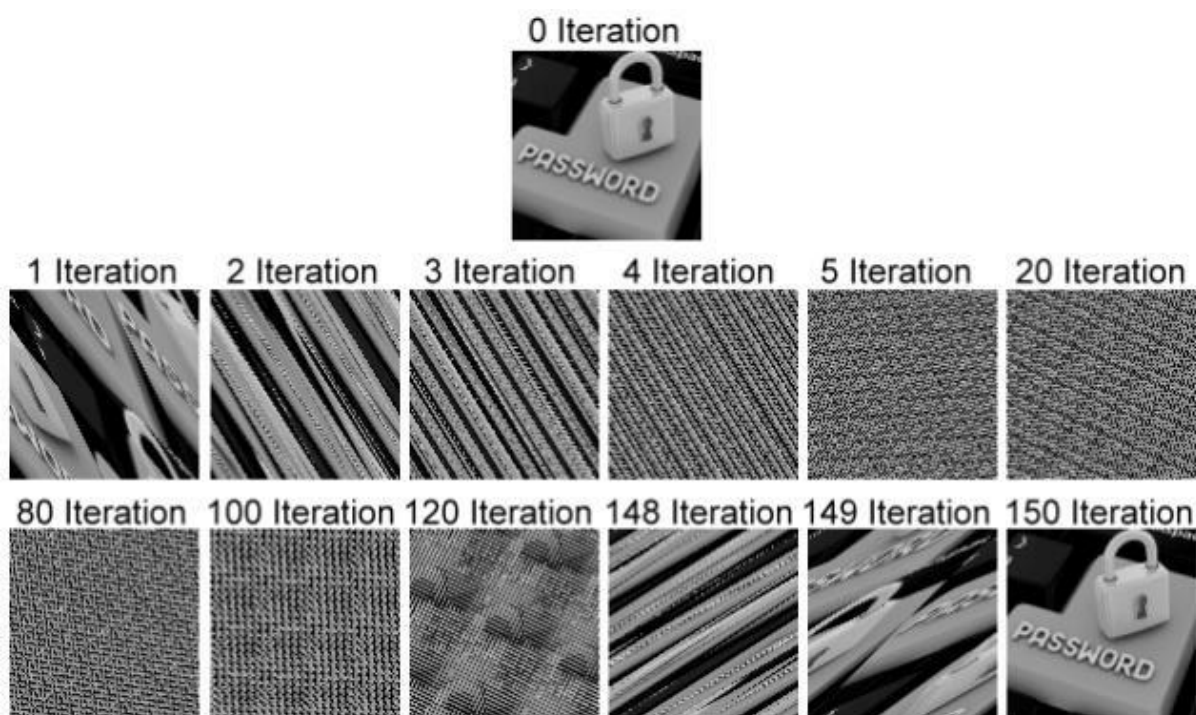 0 Iteration
PASSWORD
1 Iteration
2 Iteration
3 Iteration
4 Iteration
5 Iteration
20 Iteration
80 Iteration
100 Iteration
120 Iteration
148 Iteration
149 Iteration
150 Iteration
PASSWORD